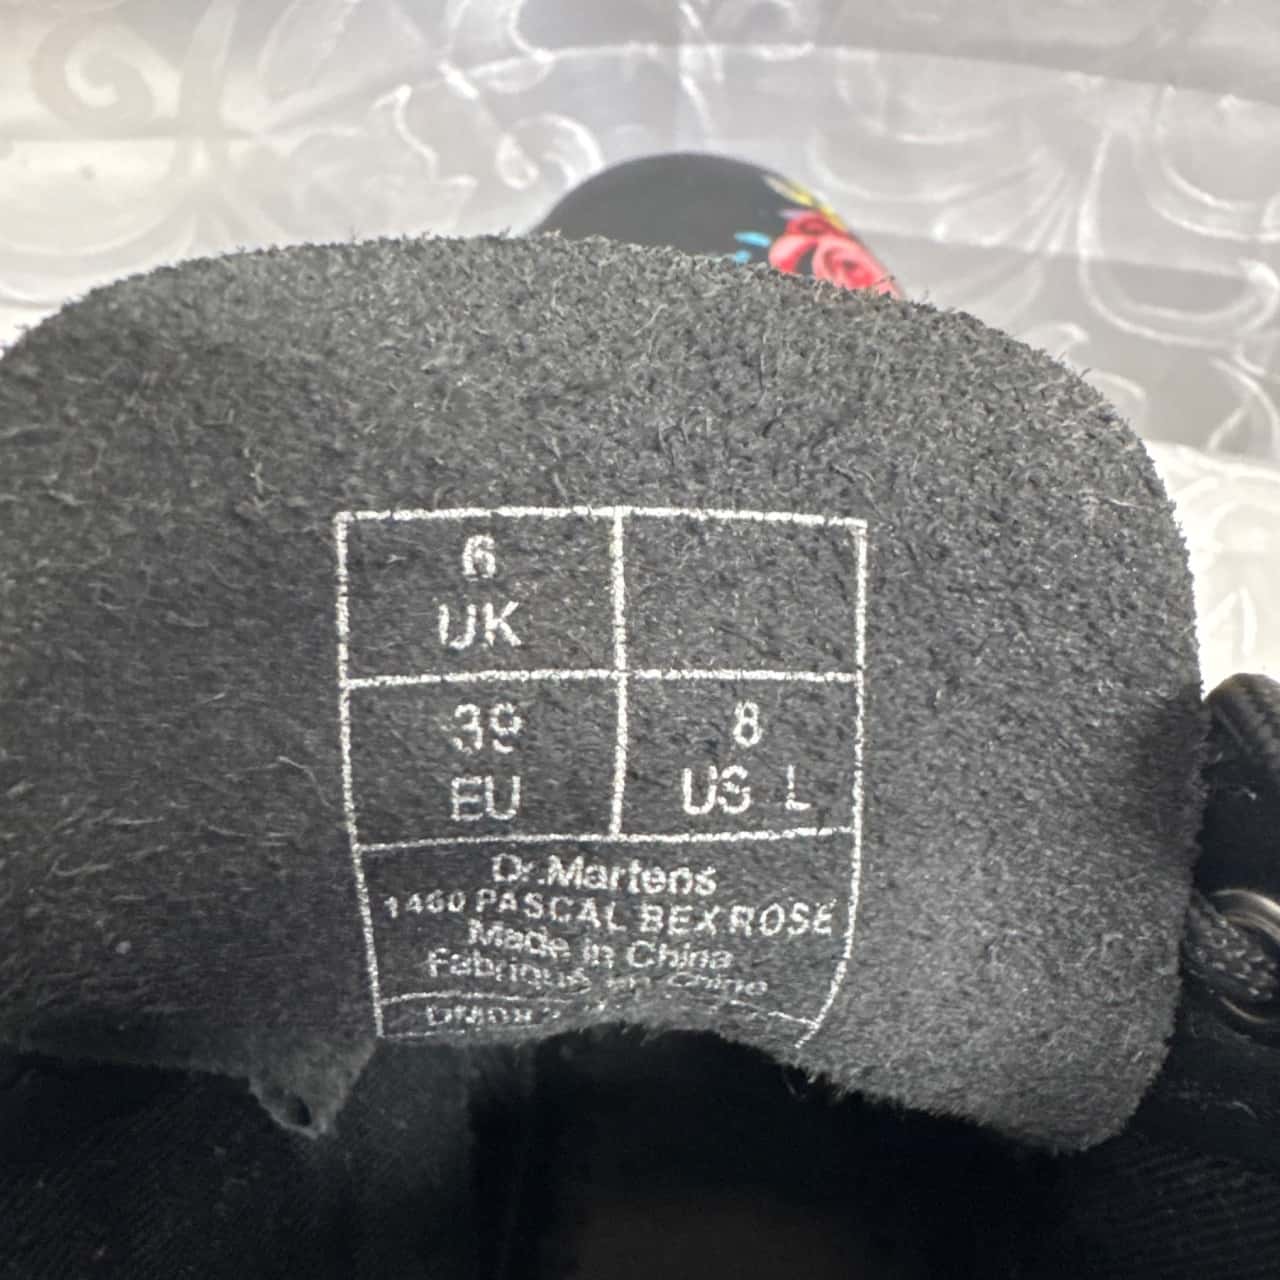 6
UK
39
EU
8
US L
Dr.Martens
1460 PASCAL BEX ROSE
Made in China
Fabriqué en Chine